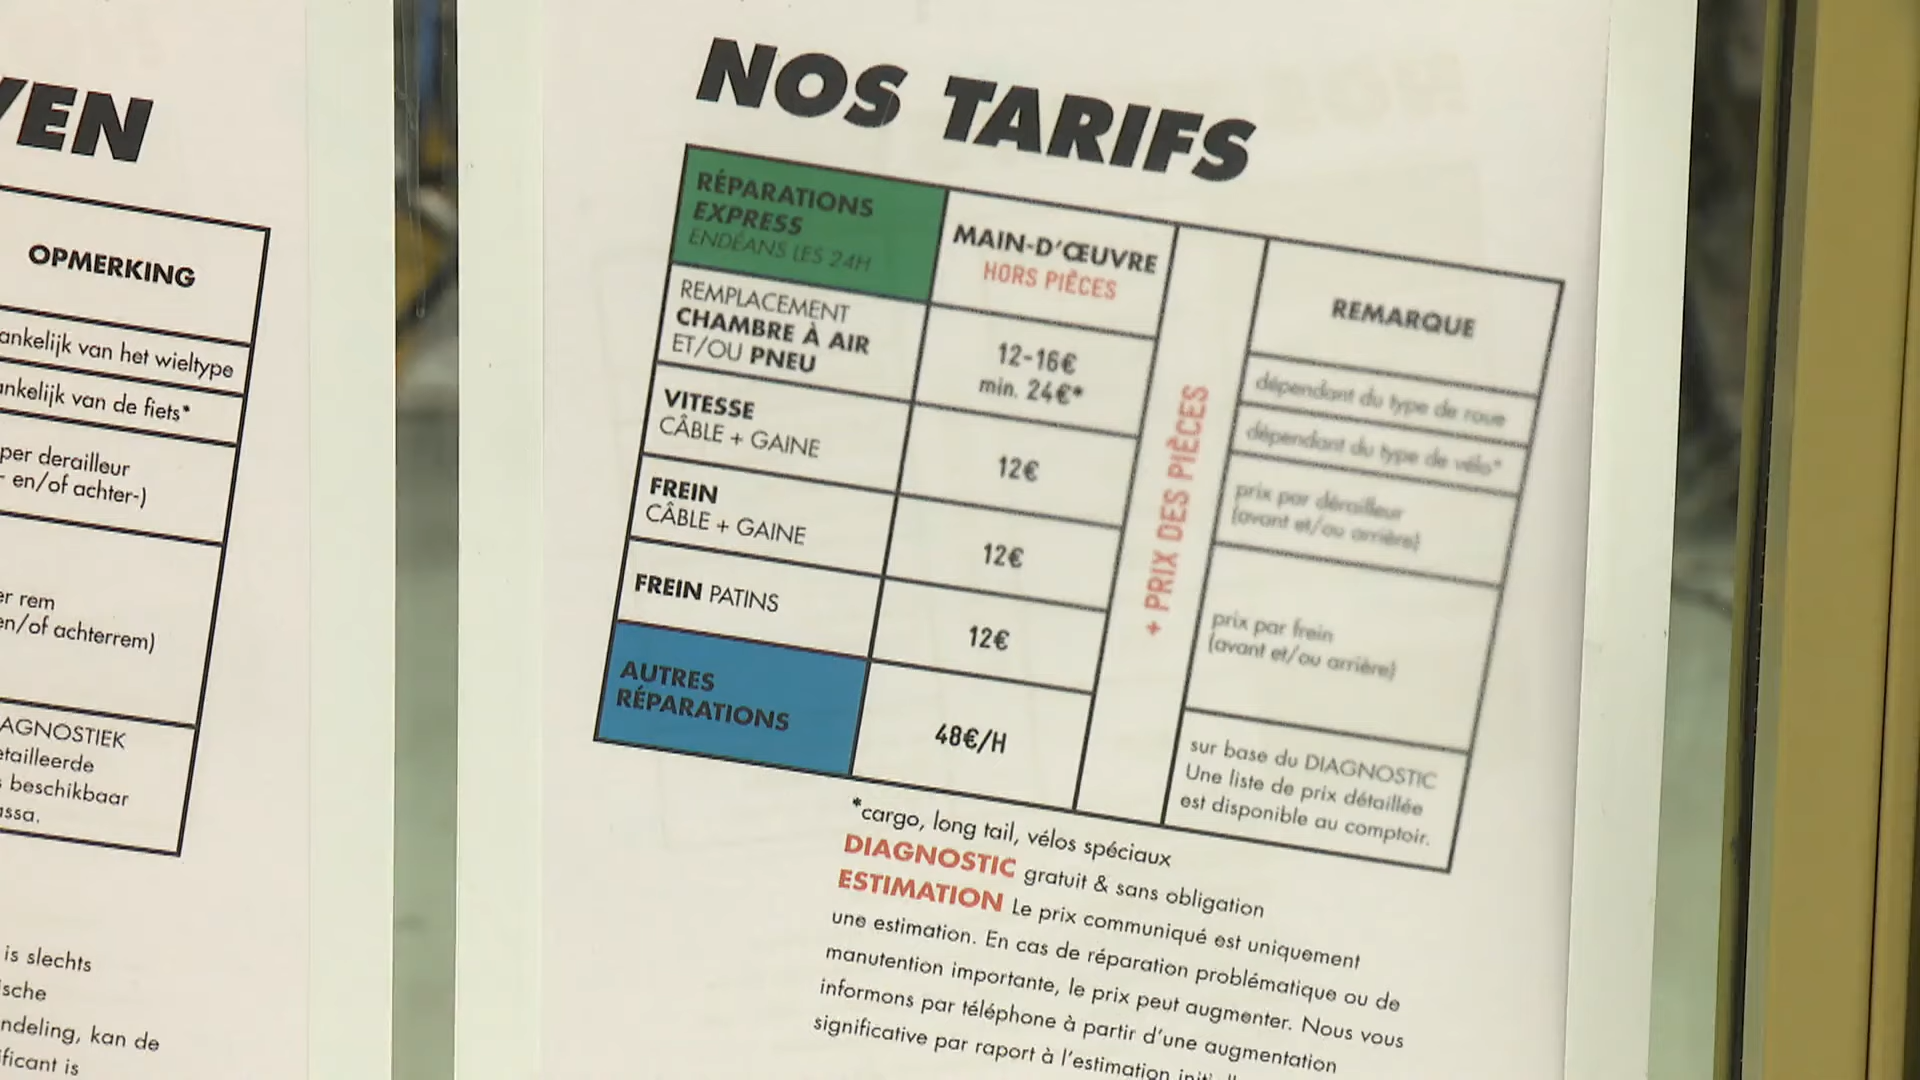 VEN
OPMERKING
ankelijk van het wieltype
ankelijk van de fiets*
per derailleur
- en/of achter-)
er rem
en/of achterrem)
AGNOSTIEK
etailleerde
s beschikbaar
assa.
is slechts
ische
ndeling, kan de
ificant is
NOS TARIFS
RÉPARATIONS
EXPRESS
ENDÉANS LES 24H
MAIN-D'ŒUVRE
HORS PIÈCES
REMARQUE
REMPLACEMENT
CHAMBRE À AIR
ET/OU PNEU
12-16€
min. 24€*
dépendant du type de roue
dépendant du type de vélo*
VITESSE
CÂBLE + GAINE
12€
prix par dérailleur
(avant et/ou arrière)
FREIN
CÂBLE + GAINE
12€
prix par frein
(avant et/ou arrière)
FREIN PATINS
12€
+ PRIX DES PIÈCES
AUTRES
RÉPARATIONS
48€/H
sur base du DIAGNOSTIC
Une liste de prix détaillée
est disponible au comptoir.
*cargo, long tail, vélos spéciaux
DIAGNOSTIC gratuit & sans obligation
ESTIMATION Le prix communiqué est uniquement
une estimation. En cas de réparation problématique ou de
manutention importante, le prix peut augmenter. Nous vous
informons par téléphone à partir d'une augmentation
significative par raport à l'estimation